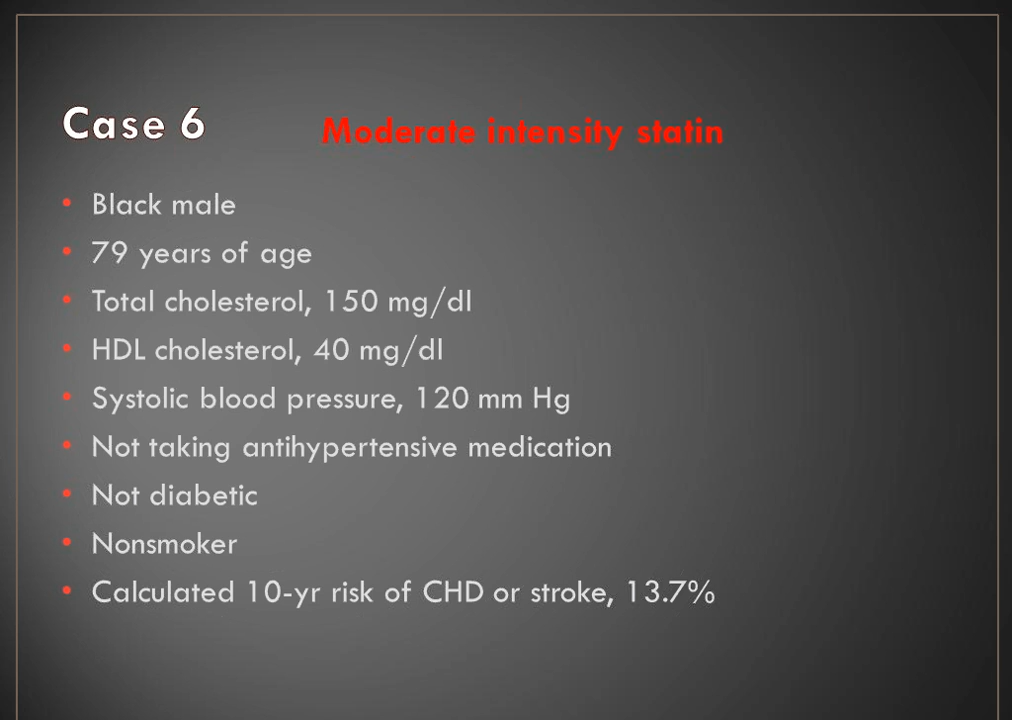 Case 6
Moderate intensity statin
• Black male
• 79 years of age
• Total cholesterol, 150 mg/dl
• HDL cholesterol, 40 mg/dl
• Systolic blood pressure, 120 mm Hg
• Not taking antihypertensive medication
• Not diabetic
• Nonsmoker
• Calculated 10-yr risk of CHD or stroke, 13.7%